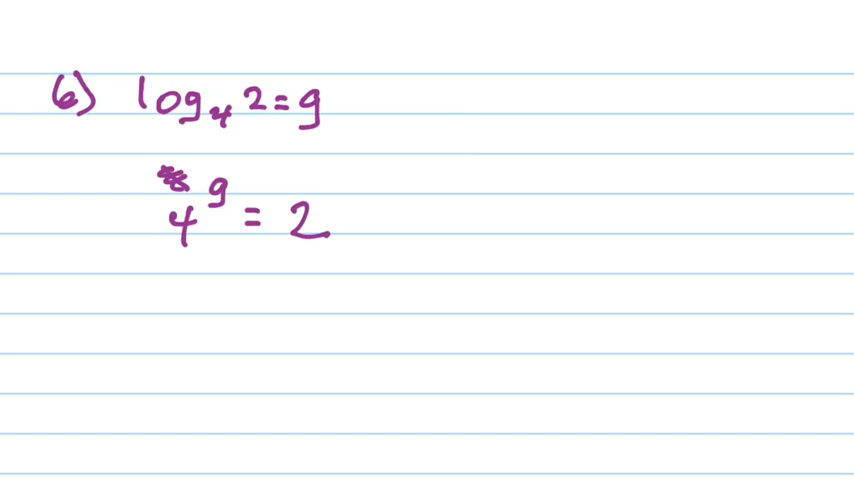 6) log₄ 2 = g
4^g = 2